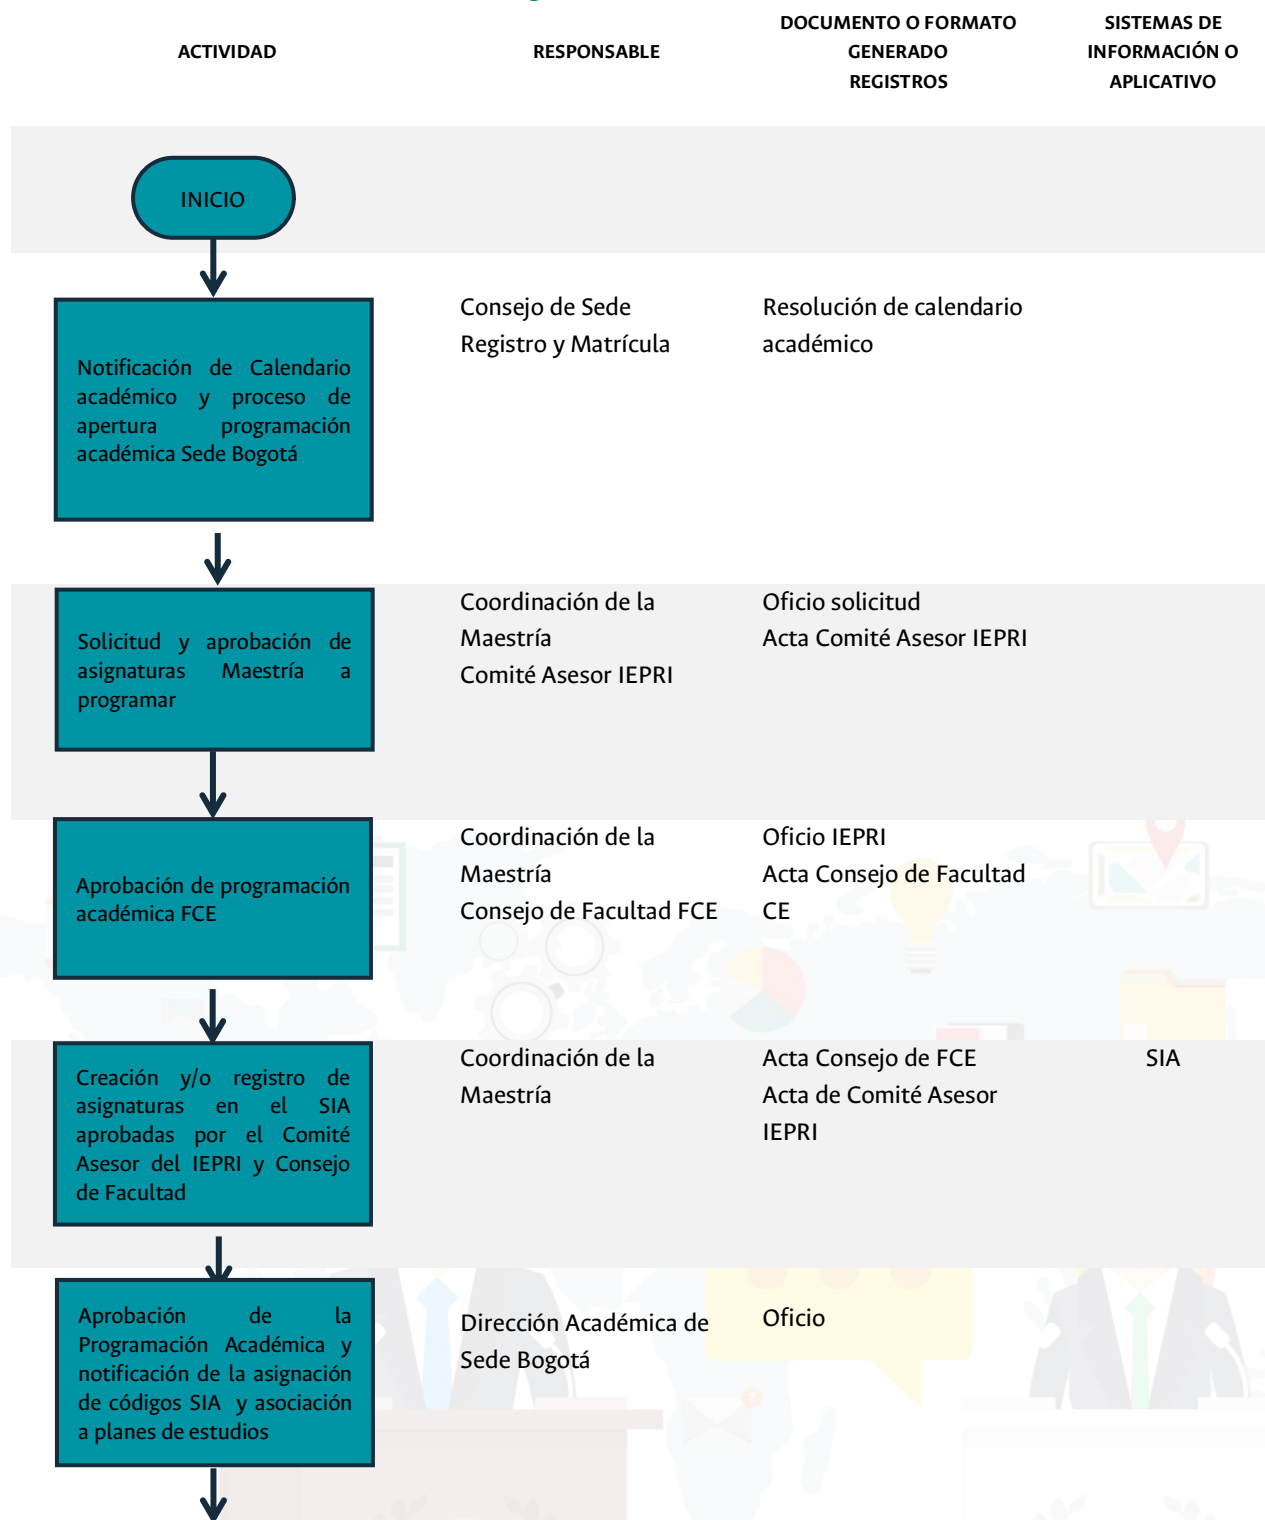 ACTIVIDAD
RESPONSABLE
DOCUMENTO O FORMATO
GENERADO
REGISTROS
SISTEMAS DE
INFORMACIÓN O
APLICATIVO
INICIO
Notificación de Calendario
académico y proceso de
apertura programación
académica Sede Bogotá
Consejo de Sede
Registro y Matrícula
Resolución de calendario
académico
Solicitud y aprobación de
asignaturas Maestría a
programar
Coordinación de la
Maestría
Comité Asesor IEPRI
Oficio solicitud
Acta Comité Asesor IEPRI
Aprobación de programación
académica FCE
Coordinación de la
Maestría
Consejo de Facultad FCE
Oficio IEPRI
Acta Consejo de Facultad
CE
Creación y/o registro de
asignaturas en el SIA
aprobadas por el Comité
Asesor del IEPRI y Consejo
de Facultad
Coordinación de la
Maestría
Acta Consejo de FCE
Acta de Comité Asesor
IEPRI
SIA
Aprobación de la
Programación Académica y
notificación de la asignación
de códigos SIA y asociación
a planes de estudios
Dirección Académica de
Sede Bogotá
Oficio